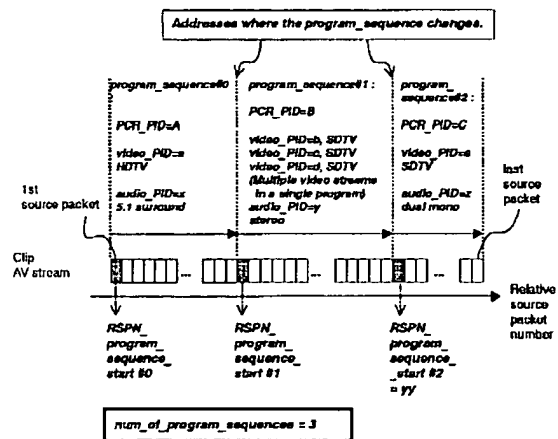 Addresses where the program_sequence changes.
program_sequence#0
PCR_PID=A
video_PID=a
HDTV
audio_PID=x
5.1 surround
program_sequence#1 :
PCR_PID=B
video_PID=b, SDTV
video_PID=c, SDTV
video_PID=d, SDTV
(Multiple video streams
in a single program)
audio_PID=y
stereo
program_
sequence#2 :
PCR_PID=C
video_PID=e
SDTV
audio_PID=z
dual mono
1st
source packet
last
source
packet
Clip
AV stream
...
...
...
Relative
source
packet
number
RSPN_
program_
sequence_
start #0
RSPN_
program_
sequence_
start #1
RSPN_
program_
sequence
_start #2
= yy
num_of_program_sequences = 3